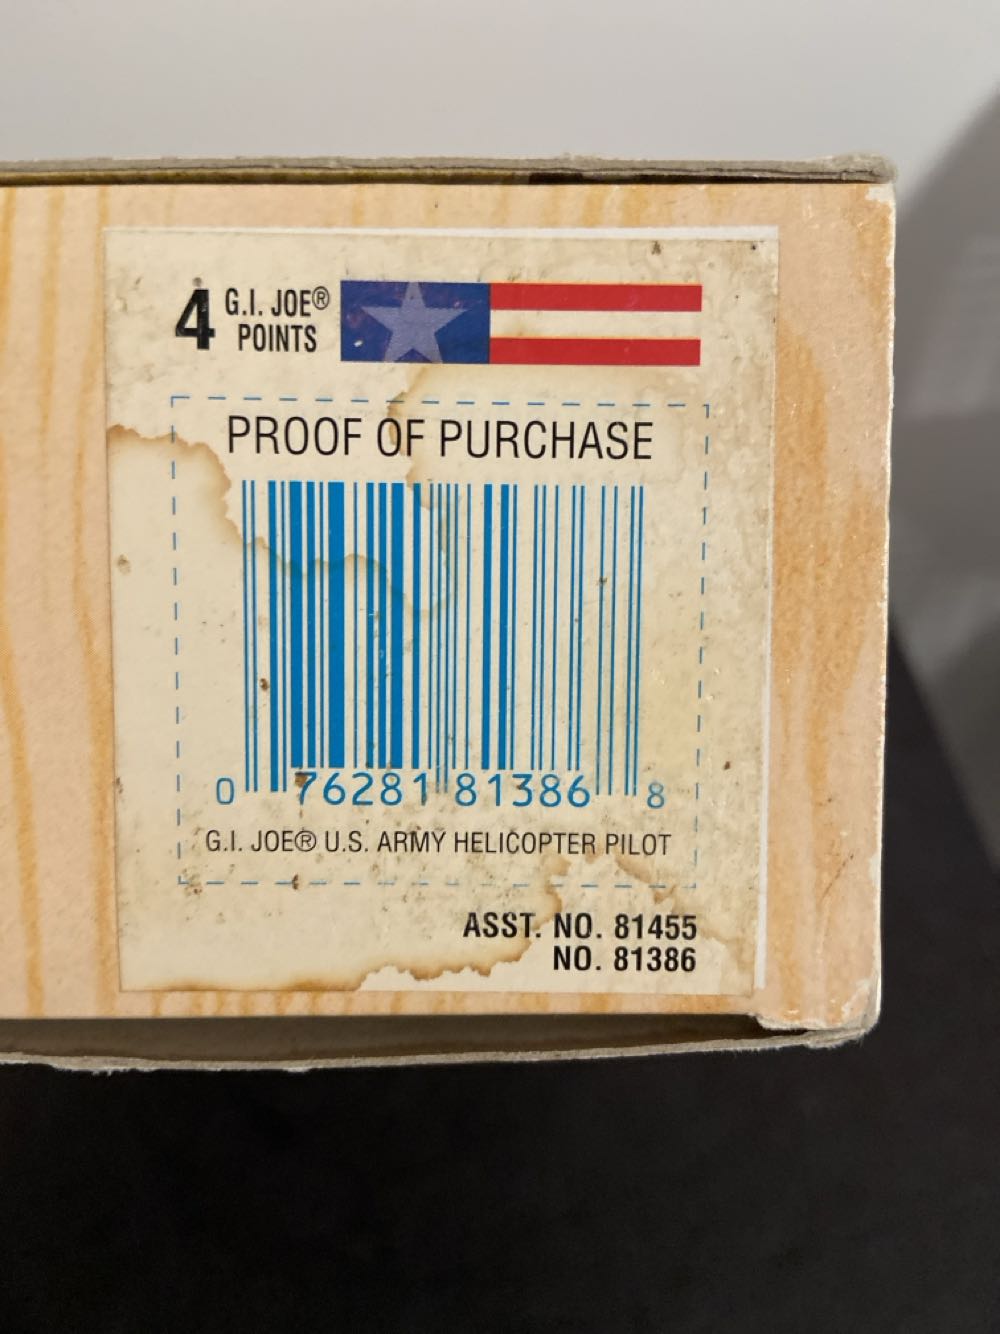 4 G.I. JOE®
POINTS
PROOF OF PURCHASE
0 76281 81386 8
G.I. JOE® U.S. ARMY HELICOPTER PILOT
ASST. NO. 81455
NO. 81386